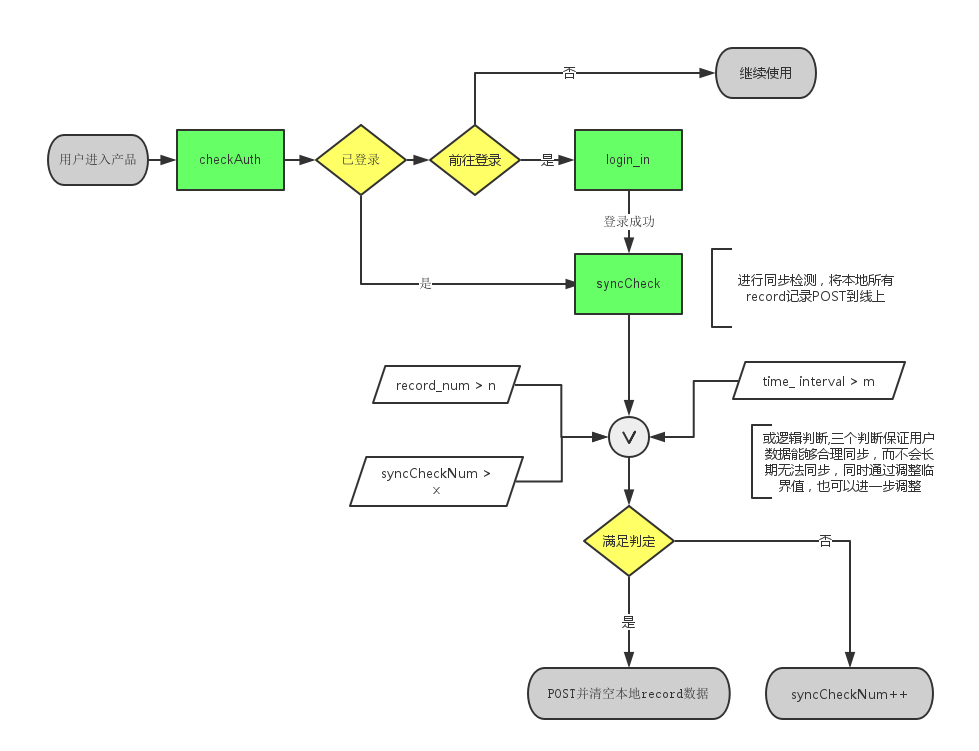 否
继续使用
用户进入产品
checkAuth
已登录
前往登录
是
login_in
登录成功
是
syncCheck
进行同步检测，将本地所有
record记录POST到线上
record_num > n
time_ interval > m
syncCheckNum >
x
或逻辑判断,三个判断保证用户
数据能够合理同步，而不会长
期无法同步，同时通过调整临
界值，也可以进一步调整
满足判定
否
是
POST并清空本地record数据
syncCheckNum++